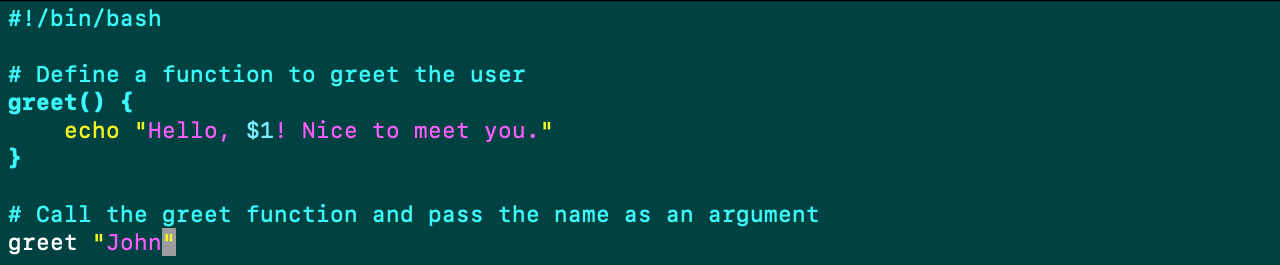 #!/bin/bash

# Define a function to greet the user
greet() {
    echo "Hello, $1! Nice to meet you."
}

# Call the greet function and pass the name as an argument
greet "John"